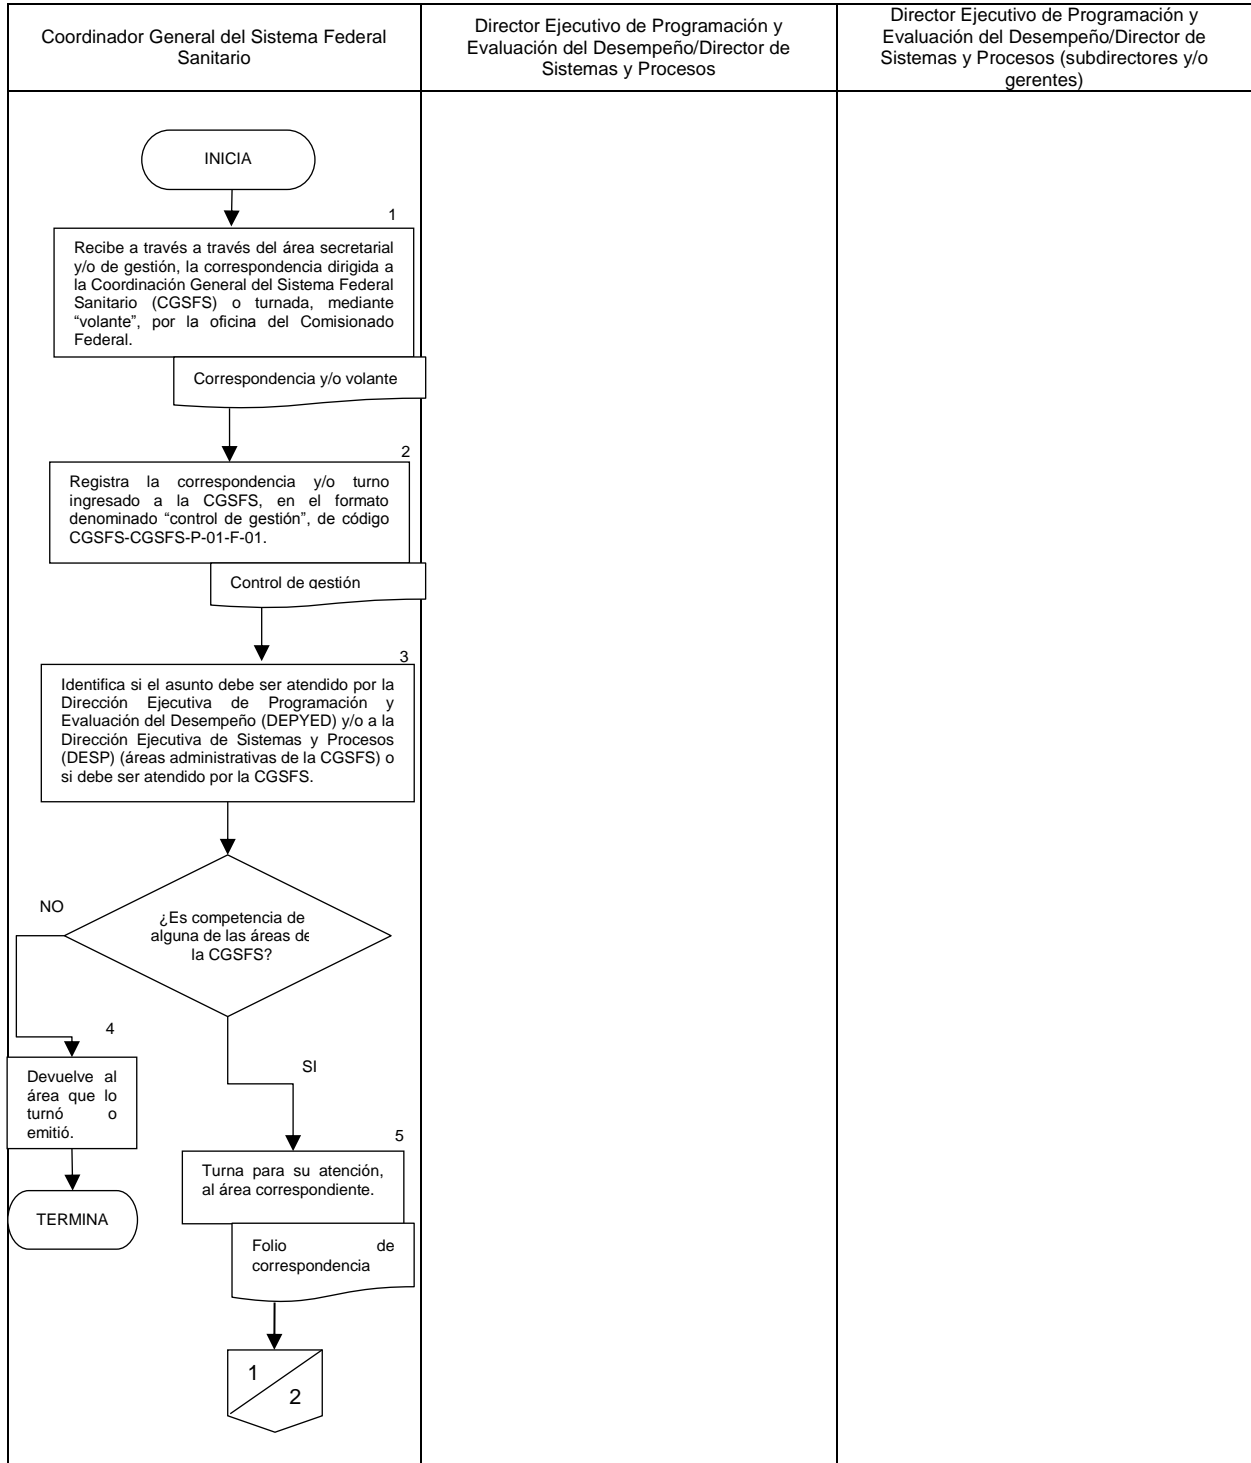 Coordinador General del Sistema Federal
Sanitario
Director Ejecutivo de Programación y
Evaluación del Desempeño/Director de
Sistemas y Procesos
Director Ejecutivo de Programación y
Evaluación del Desempeño/Director de
Sistemas y Procesos (subdirectores y/o
gerentes)
INICIA
1
Recibe a través a través del área secretarial
y/o de gestión, la correspondencia dirigida a
la Coordinación General del Sistema Federal
Sanitario (CGSFS) o turnada, mediante
“volante”, por la oficina del Comisionado
Federal.
Correspondencia y/o volante
2
Registra la correspondencia y/o turno
ingresado a la CGSFS, en el formato
denominado “control de gestión”, de código
CGSFS-CGSFS-P-01-F-01.
Control de gestión
3
Identifica si el asunto debe ser atendido por la
Dirección Ejecutiva de Programación y
Evaluación del Desempeño (DEPYED) y/o a la
Dirección Ejecutiva de Sistemas y Procesos
(DESP) (áreas administrativas de la CGSFS) o
si debe ser atendido por la CGSFS.
NO
¿Es competencia de
alguna de las áreas de
la CGSFS?
4
SI
Devuelve al
área que lo
turnó o
emitió.
5
Turna para su atención,
al área correspondiente.
TERMINA
Folio de
correspondencia
1
2